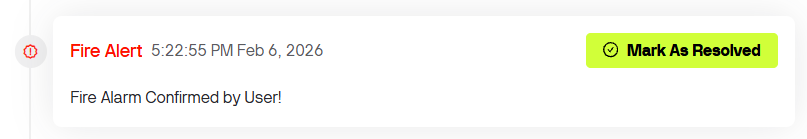 Fire Alert 5:22:55 PM Feb 6, 2026
Mark As Resolved
Fire Alarm Confirmed by User!